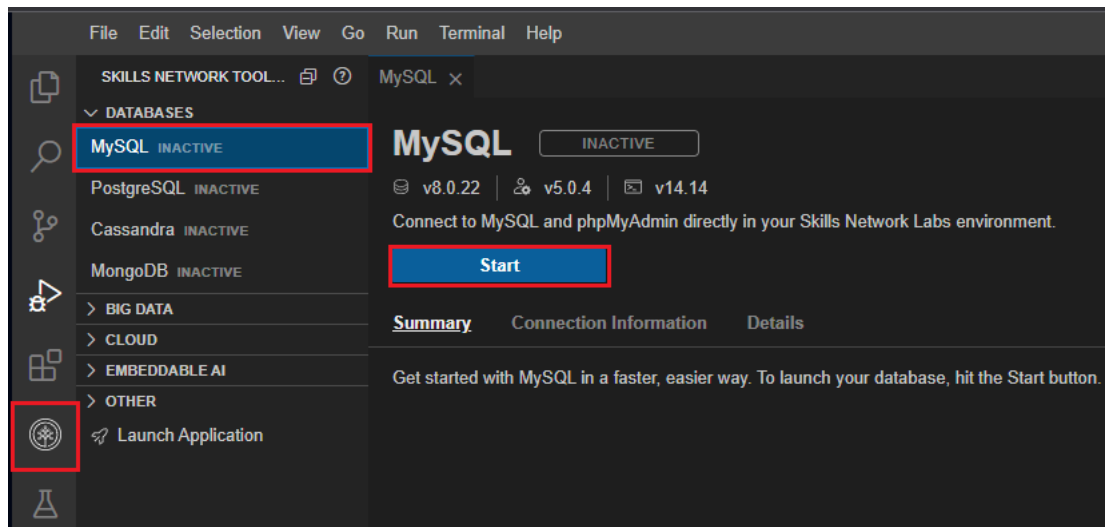 File Edit Selection View Go Run Terminal Help
SKILLS NETWORK TOOL...
MySQL
DATABASES
MySQL INACTIVE
PostgreSQL INACTIVE
Cassandra INACTIVE
MongoDB INACTIVE
BIG DATA
CLOUD
EMBEDDABLE AI
OTHER
Launch Application
MySQL INACTIVE
v8.0.22 v5.0.4 v14.14
Connect to MySQL and phpMyAdmin directly in your Skills Network Labs environment.
Start
Summary Connection Information Details
Get started with MySQL in a faster, easier way. To launch your database, hit the Start button.